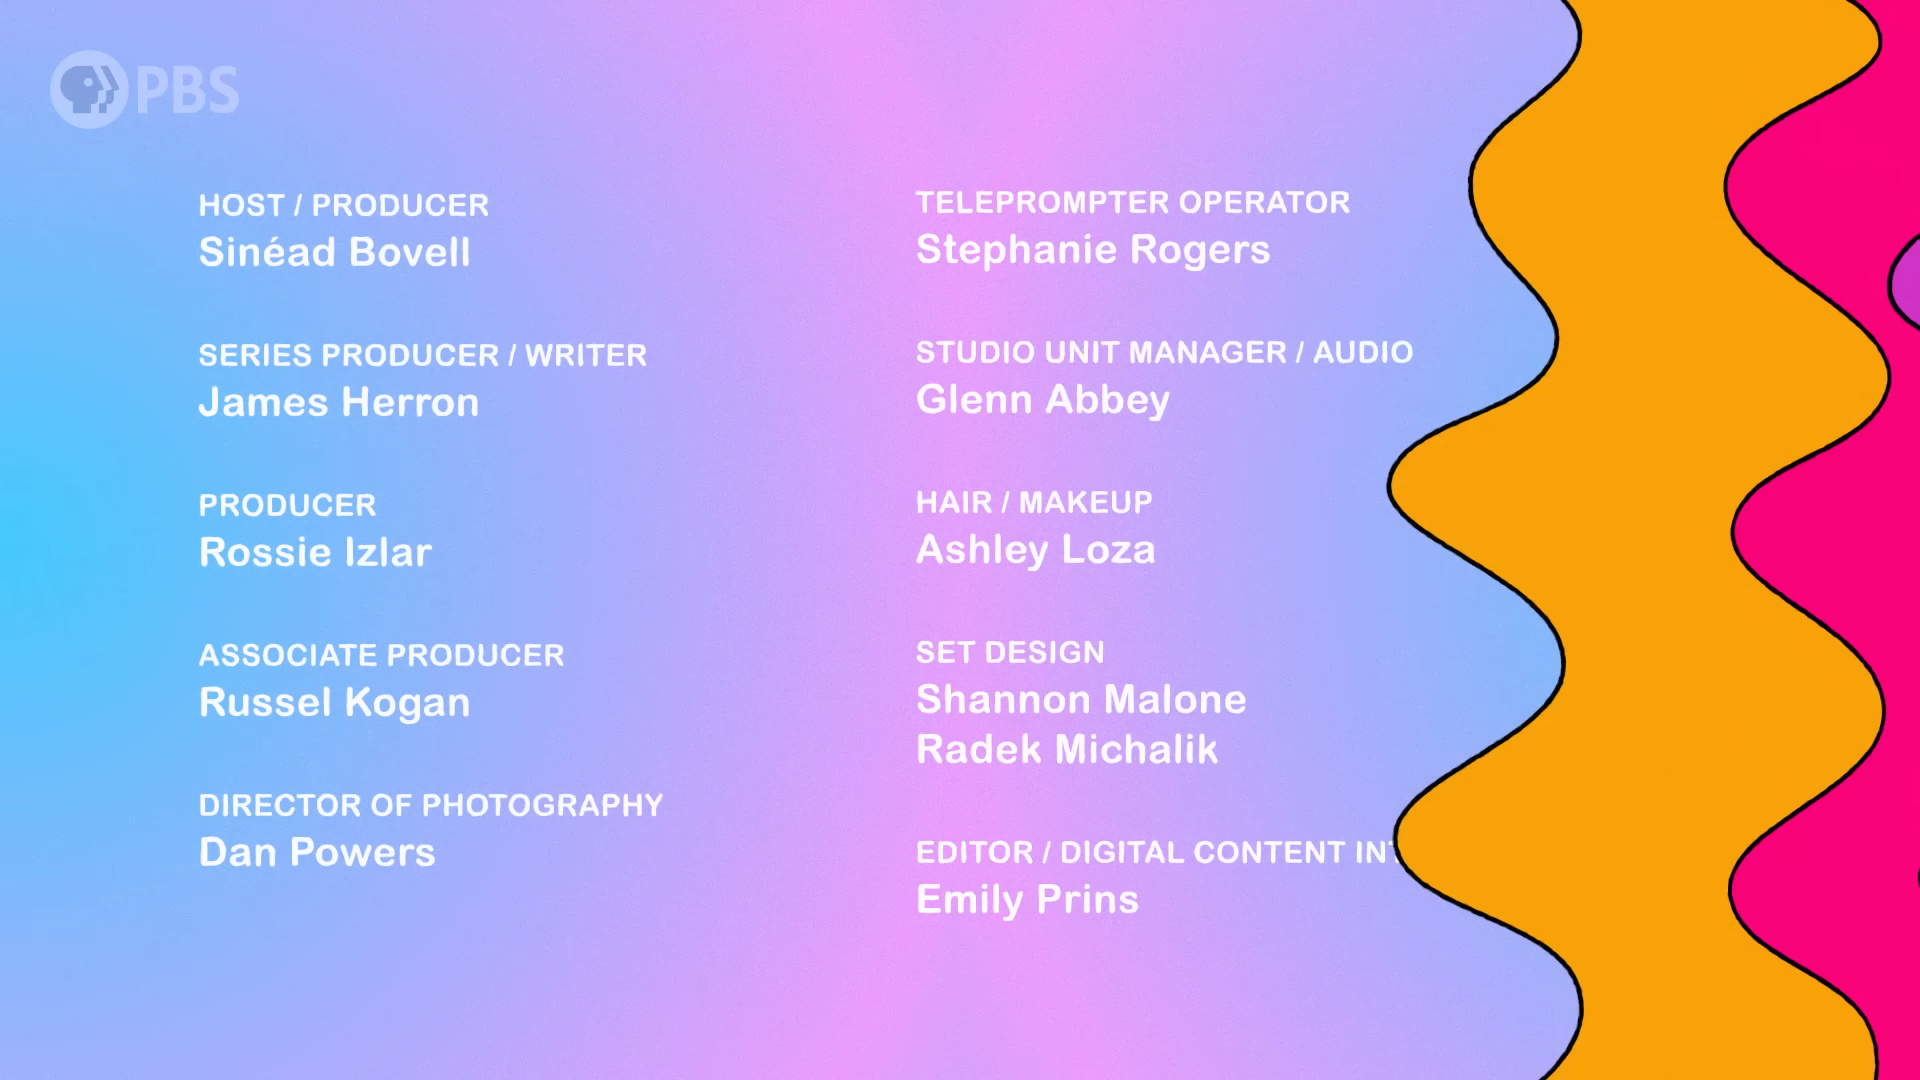 PBS
HOST / PRODUCER
Sinéad Bovell
SERIES PRODUCER / WRITER
James Herron
PRODUCER
Rossie Izlar
ASSOCIATE PRODUCER
Russel Kogan
DIRECTOR OF PHOTOGRAPHY
Dan Powers
TELEPROMPTER OPERATOR
Stephanie Rogers
STUDIO UNIT MANAGER / AUDIO
Glenn Abbey
HAIR / MAKEUP
Ashley Loza
SET DESIGN
Shannon Malone
Radek Michalik
EDITOR / DIGITAL CONTENT
Emily Prins